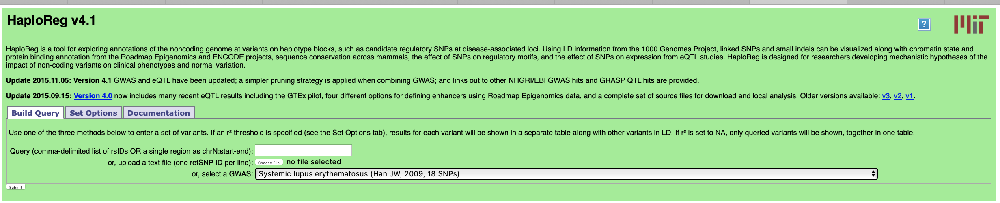 HaploReg v4.1
?
MIT
HaploReg is a tool for exploring annotations of the noncoding genome at variants on haplotype blocks, such as candidate regulatory SNPs at disease-associated loci. Using LD information from the 1000 Genomes Project, linked SNPs and small indels can be visualized along with chromatin state and
protein binding annotation from the Roadmap Epigenomics and ENCODE projects, sequence conservation across mammals, the effect of SNPs on regulatory motifs, and the effect of SNPs on expression from eQTL studies. HaploReg is designed for researchers developing mechanistic hypotheses of the
impact of non-coding variants on clinical phenotypes and normal variation.
Update 2015.11.05: Version 4.1 GWAS and eQTL have been updated; a simpler pruning strategy is applied when combining GWAS; and links out to other NHGRI/EBI GWAS hits and GRASP QTL hits are provided.
Update 2015.09.15: Version 4.0 now includes many recent eQTL results including the GTEx pilot, four different options for defining enhancers using Roadmap Epigenomics data, and a complete set of source files for download and local analysis. Older versions available: v3, v2, v1.
Build Query Set Options Documentation
Use one of the three methods below to enter a set of variants. If an r² threshold is specified (see the Set Options tab), results for each variant will be shown in a separate table along with other variants in LD. If r² is set to NA, only queried variants will be shown, together in one table.
Query (comma-delimited list of rsIDs OR a single region as chrN:start-end):
or, upload a text file (one refSNP ID per line): Choose File no file selected
or, select a GWAS: Systemic lupus erythematosus (Han JW, 2009, 18 SNPs)
Submit